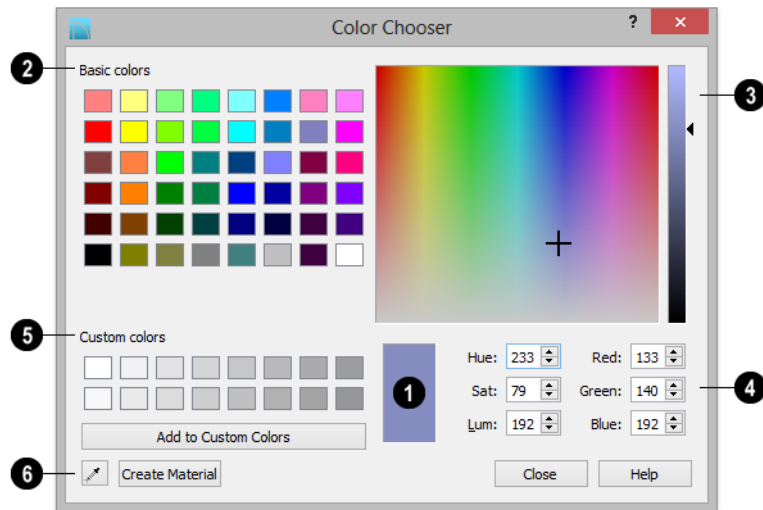 Color Chooser
?
×
2
Basic colors
3
5
Custom colors
1
Hue: 233
Red: 133
Sat: 79
Green: 140
4
Lum: 192
Blue: 192
Add to Custom Colors
6
Create Material
Close
Help